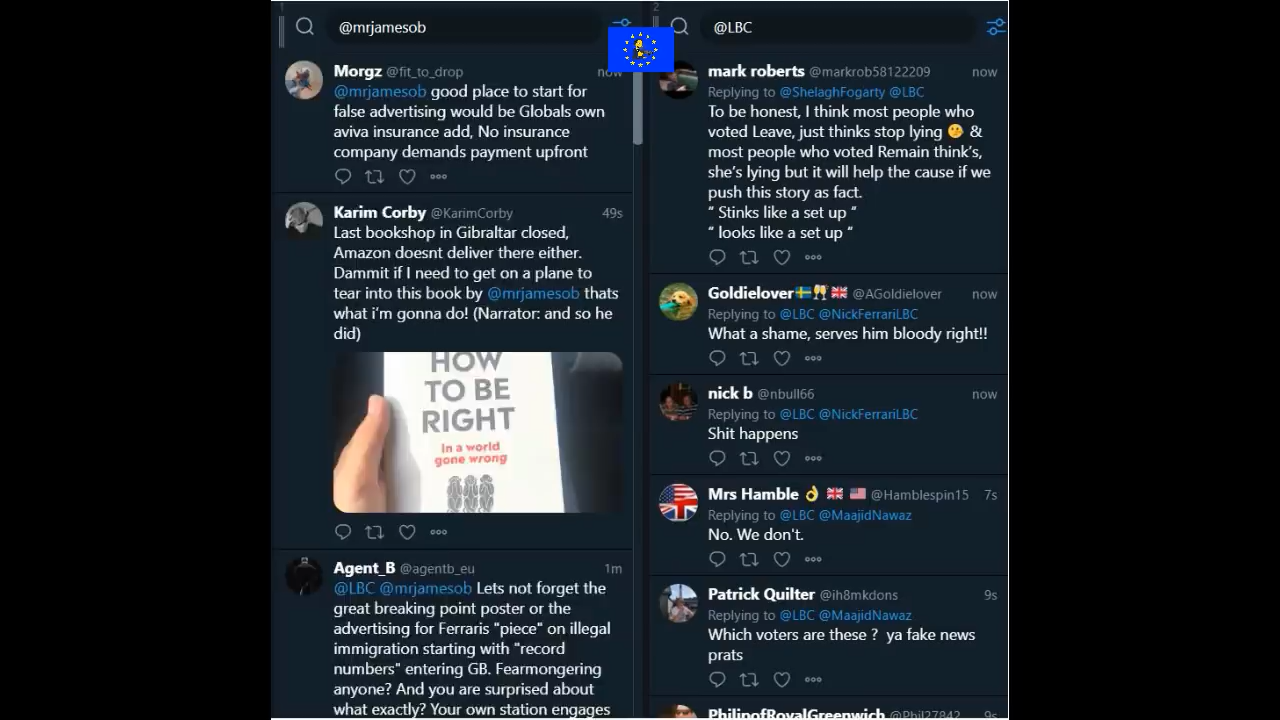 1
@mrjamesob
Morgz @fit_to_drop now
@mrjamesob good place to start for
false advertising would be Globals own
aviva insurance add, No insurance
company demands payment upfront
Karim Corby @KarimCorby 49s
Last bookshop in Gibraltar closed,
Amazon doesnt deliver there either.
Dammit if I need to get on a plane to
tear into this book by @mrjamesob thats
what i'm gonna do! (Narrator: and so he
did)
HOW
TO BE
RIGHT
In a world
gone wrong
Agent_B @agentb_eu 1m
@LBC @mrjamesob Lets not forget the
great breaking point poster or the
advertising for Ferraris "piece" on illegal
immigration starting with "record
numbers" entering GB. Fearmongering
anyone? And you are surprised about
what exactly? Your own station engages
2
@LBC
mark roberts @markrob58122209 now
Replying to @ShelaghFogarty @LBC
To be honest, I think most people who
voted Leave, just thinks stop lying 🤔 &
most people who voted Remain think's,
she's lying but it will help the cause if we
push this story as fact.
" Stinks like a set up "
" looks like a set up "
Goldielover🇸🇪🥂🇬🇧 @AGoldielover now
Replying to @LBC @NickFerrariLBC
What a shame, serves him bloody right!!
nick b @nbull66 now
Replying to @LBC @NickFerrariLBC
Shit happens
Mrs Hamble 👌 🇬🇧 🇺🇸 @Hamblespin15 7s
Replying to @LBC @MaajidNawaz
No. We don't.
Patrick Quilter @ih8mkdons 9s
Replying to @LBC @MaajidNawaz
Which voters are these ? ya fake news
prats
PhilipofRoyalGreenwich @Phil27842 9s